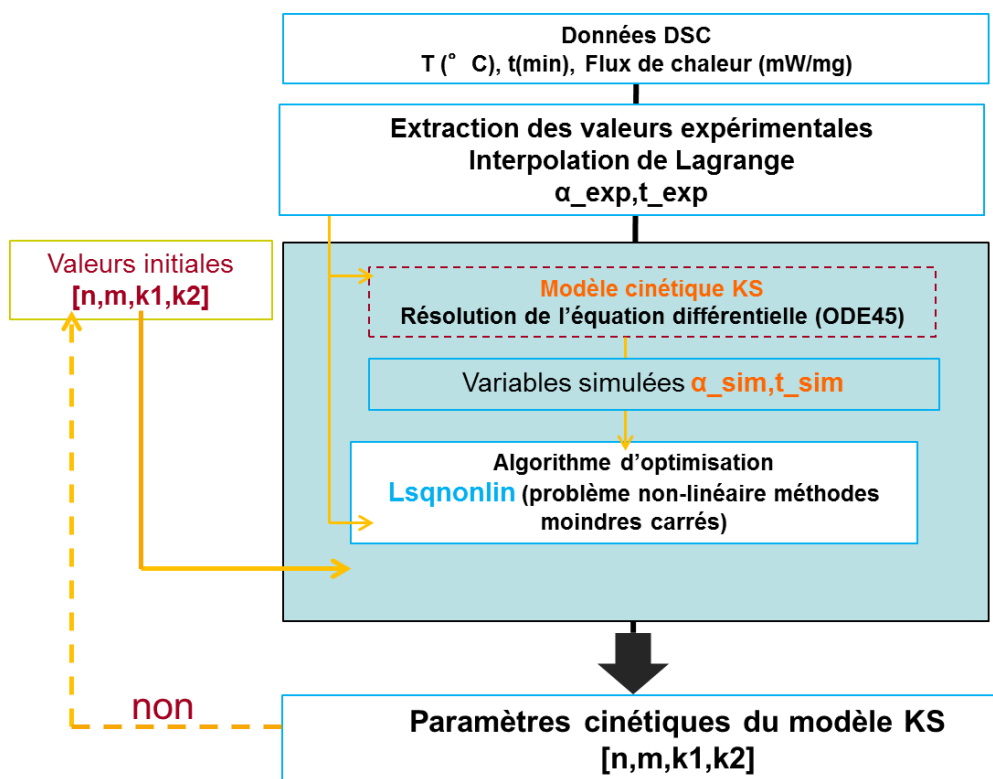 Données DSC
T (° C), t(min), Flux de chaleur (mW/mg)
Extraction des valeurs expérimentales
Interpolation de Lagrange
α_exp,t_exp
Valeurs initiales
[n,m,k1,k2]
Modèle cinétique KS
Résolution de l'équation différentielle (ODE45)
Variables simulées α_sim,t_sim
Algorithme d'optimisation
Lsqnonlin (problème non-linéaire méthodes
moindres carrés)
non
Paramètres cinétiques du modèle KS
[n,m,k1,k2]